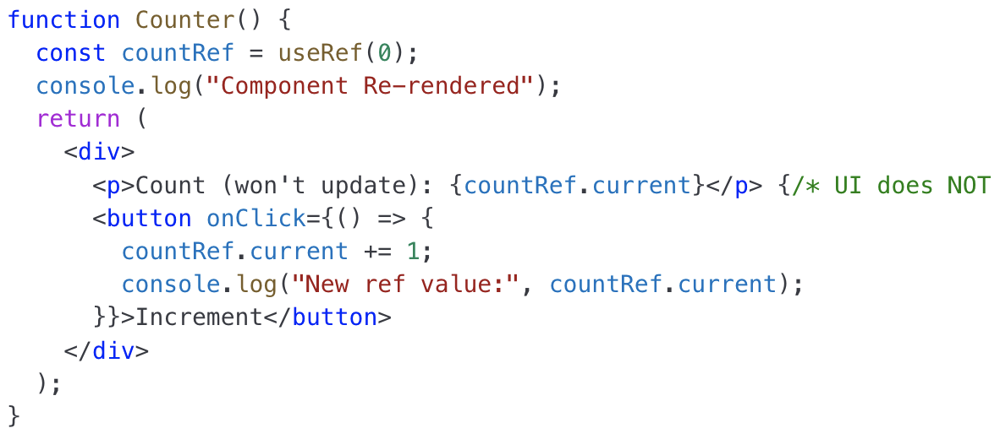 function Counter() {
  const countRef = useRef(0);
  console.log("Component Re-rendered");
  return (
    <div>
      <p>Count (won't update): {countRef.current}</p> {/* UI does NOT
      <button onClick={() => {
        countRef.current += 1;
        console.log("New ref value:", countRef.current);
      }}>Increment</button>
    </div>
  );
}